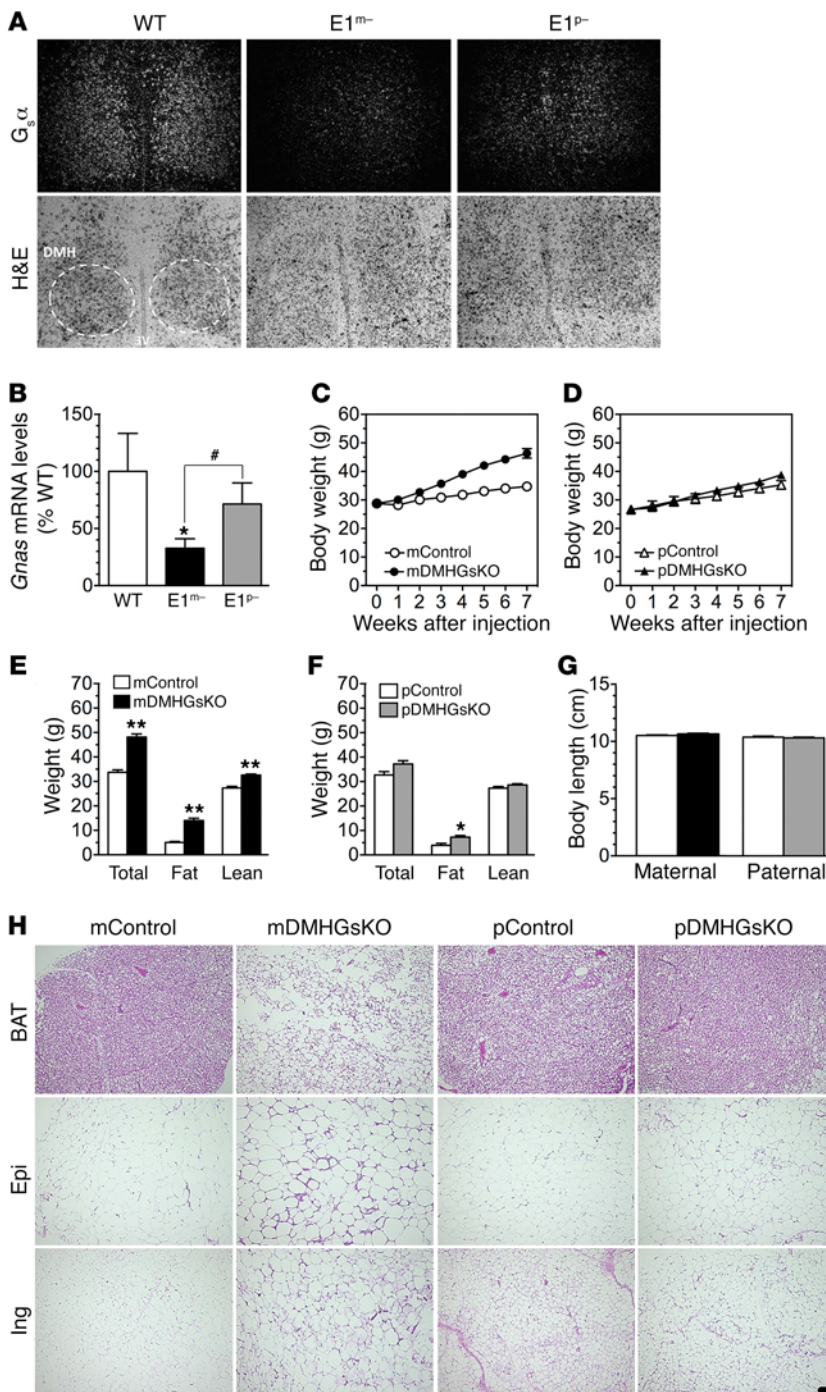 A
WT E1m– E1p–
Gsα
H&E
DMH
3V
B
Gnas mRNA levels
(% WT)
150
100
50
0
#
*
WT E1m– E1p–
C
Body weight (g)
60
50
40
30
20
10
0
mControl
mDMHGsKO
0 1 2 3 4 5 6 7
Weeks after injection
D
Body weight (g)
60
50
40
30
20
10
0
pControl
pDMHGsKO
0 1 2 3 4 5 6 7
Weeks after injection
E
mControl
mDMHGsKO
Weight (g)
70
60
50
40
30
20
10
0
** ** **
Total Fat Lean
F
pControl
pDMHGsKO
Weight (g)
70
60
50
40
30
20
10
0
*
Total Fat Lean
G
Body length (cm)
15
10
5
0
Maternal Paternal
H
mControl mDMHGsKO pControl pDMHGsKO
BAT
Epi
Ing